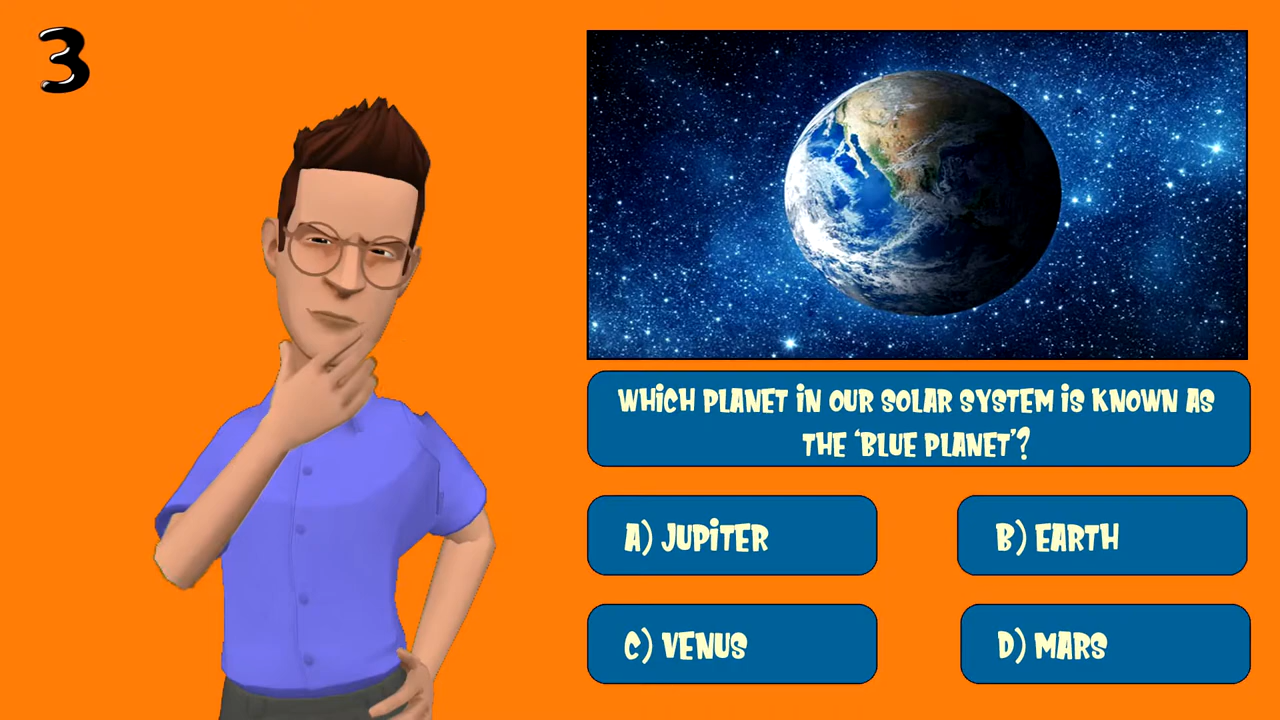 3
WHICH PLANET IN OUR SOLAR SYSTEM IS KNOWN AS
THE ‘BLUE PLANET’?
A) JUPITER
B) EARTH
C) VENUS
D) MARS